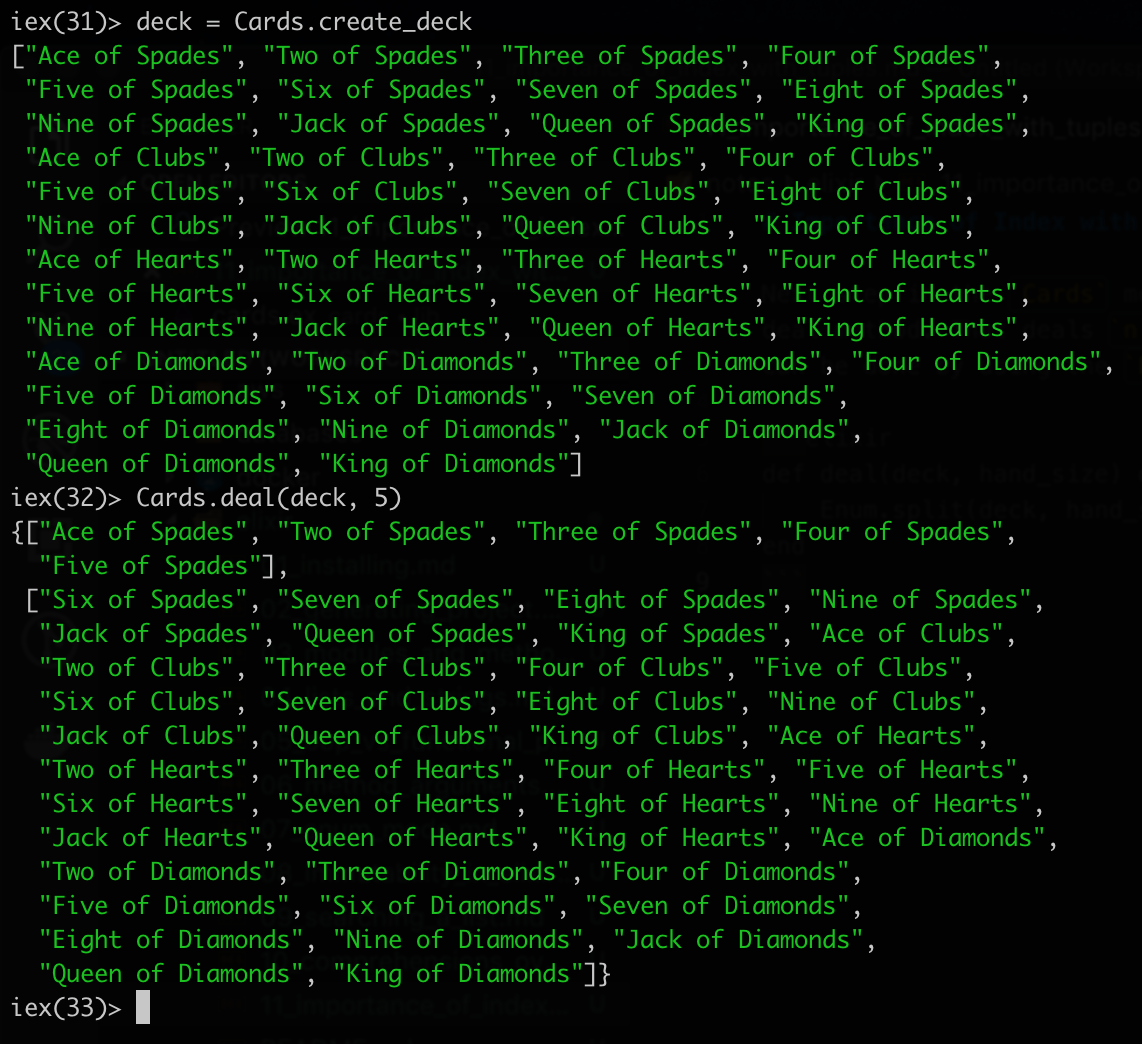 iex(31)> deck = Cards.create_deck
["Ace of Spades", "Two of Spades", "Three of Spades", "Four of Spades",
"Five of Spades", "Six of Spades", "Seven of Spades", "Eight of Spades",
"Nine of Spades", "Jack of Spades", "Queen of Spades", "King of Spades",
"Ace of Clubs", "Two of Clubs", "Three of Clubs", "Four of Clubs",
"Five of Clubs", "Six of Clubs", "Seven of Clubs", "Eight of Clubs",
"Nine of Clubs", "Jack of Clubs", "Queen of Clubs", "King of Clubs",
"Ace of Hearts", "Two of Hearts", "Three of Hearts", "Four of Hearts",
"Five of Hearts", "Six of Hearts", "Seven of Hearts", "Eight of Hearts",
"Nine of Hearts", "Jack of Hearts", "Queen of Hearts", "King of Hearts",
"Ace of Diamonds", "Two of Diamonds", "Three of Diamonds", "Four of Diamonds",
"Five of Diamonds", "Six of Diamonds", "Seven of Diamonds",
"Eight of Diamonds", "Nine of Diamonds", "Jack of Diamonds",
"Queen of Diamonds", "King of Diamonds"]
iex(32)> Cards.deal(deck, 5)
{["Ace of Spades", "Two of Spades", "Three of Spades", "Four of Spades",
"Five of Spades"],
["Six of Spades", "Seven of Spades", "Eight of Spades", "Nine of Spades",
"Jack of Spades", "Queen of Spades", "King of Spades", "Ace of Clubs",
"Two of Clubs", "Three of Clubs", "Four of Clubs", "Five of Clubs",
"Six of Clubs", "Seven of Clubs", "Eight of Clubs", "Nine of Clubs",
"Jack of Clubs", "Queen of Clubs", "King of Clubs", "Ace of Hearts",
"Two of Hearts", "Three of Hearts", "Four of Hearts", "Five of Hearts",
"Six of Hearts", "Seven of Hearts", "Eight of Hearts", "Nine of Hearts",
"Jack of Hearts", "Queen of Hearts", "King of Hearts", "Ace of Diamonds",
"Two of Diamonds", "Three of Diamonds", "Four of Diamonds",
"Five of Diamonds", "Six of Diamonds", "Seven of Diamonds",
"Eight of Diamonds", "Nine of Diamonds", "Jack of Diamonds",
"Queen of Diamonds", "King of Diamonds"]}
iex(33)>